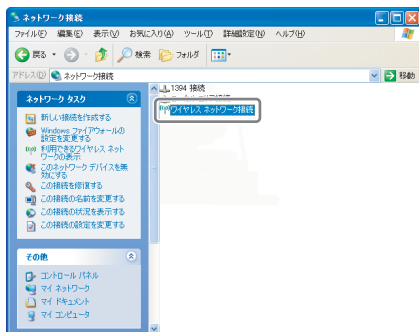 ネットワーク接続
ファイル(F) 編集(E) 表示(V) お気に入り(A) ツール(T) 詳細設定(N) ヘルプ(H)
戻る 検索 フォルダ
アドレス(D) ネットワーク接続 移動
ネットワーク タスク
新しい接続を作成する
Windows ファイアウォールの
設定を変更する
利用できるワイヤレス ネット
ワークの表示
このネットワーク デバイスを無
効にする
この接続を修復する
この接続の名前を変更する
この接続の状況を表示する
この接続の設定を変更する
その他
コントロール パネル
マイ ネットワーク
マイ ドキュメント
マイ コンピュータ
1394 接続
ワイヤレス ネットワーク接続